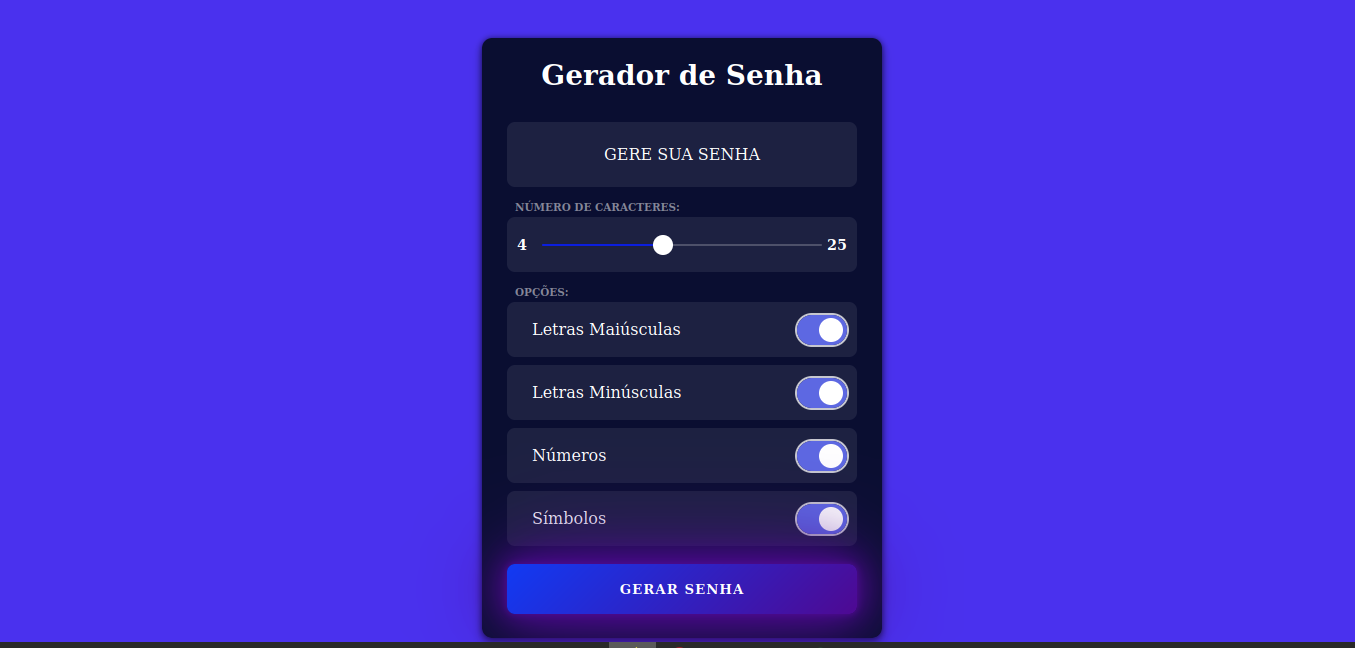 Gerador de Senha
GERE SUA SENHA
NÚMERO DE CARACTERES:
4 25
OPÇÕES:
Letras Maiúsculas
Letras Minúsculas
Números
Símbolos
GERAR SENHA